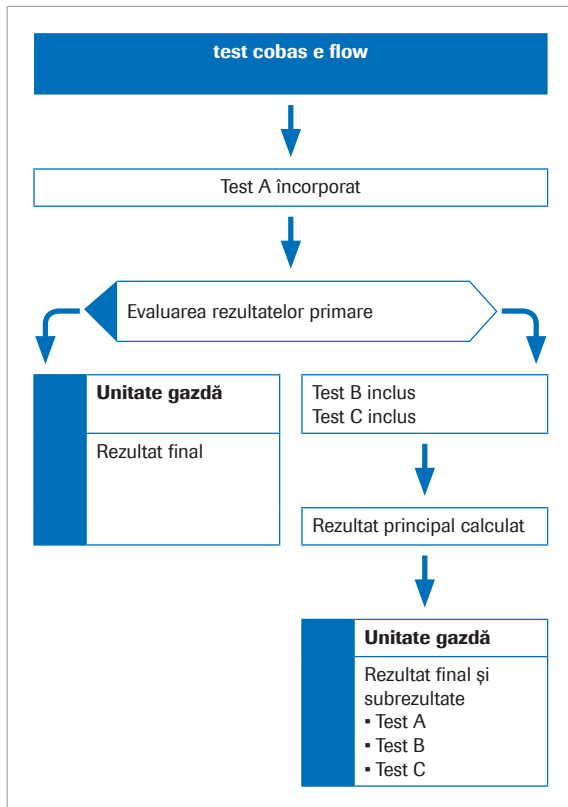 test cobas e flow
Test A încorporat
Evaluarea rezultatelor primare
Unitate gazdă
Rezultat final
Test B inclus
Test C inclus
Rezultat principal calculat
Unitate gazdă
Rezultat final și
subrezultate
▪ Test A
▪ Test B
▪ Test C